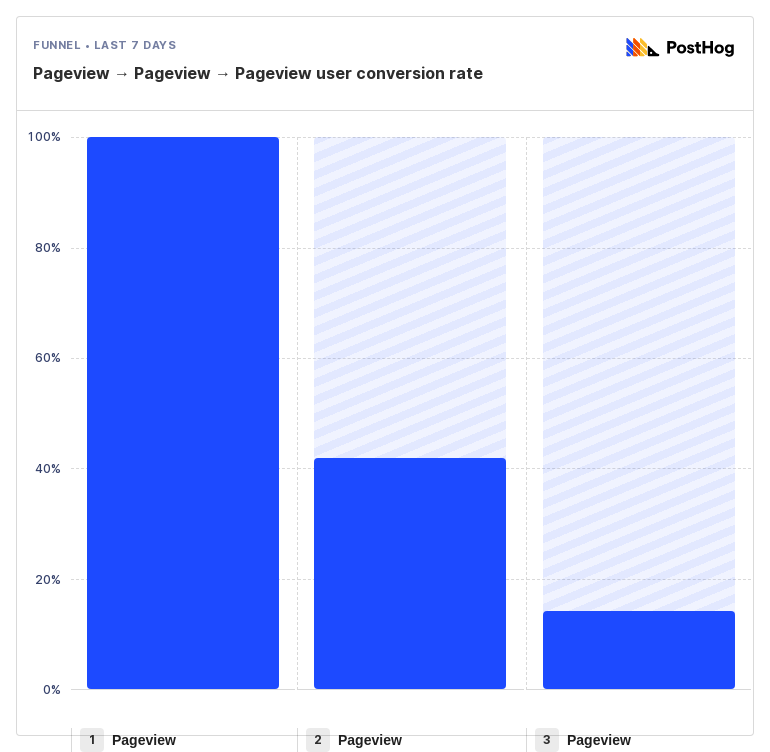 FUNNEL • LAST 7 DAYS
PostHog
Pageview → Pageview → Pageview user conversion rate
100%
80%
60%
40%
20%
0%
1 Pageview
2 Pageview
3 Pageview